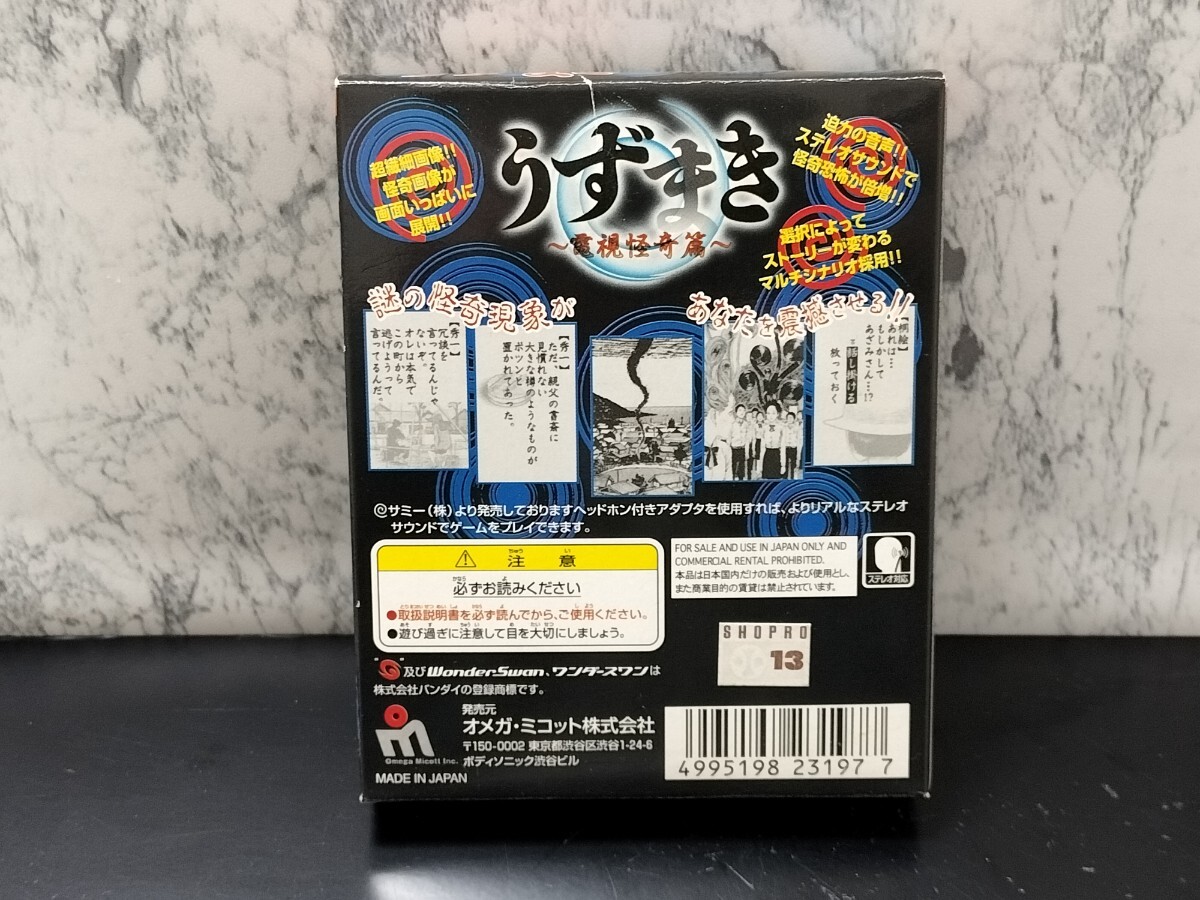 超繊細画像!!
怪奇画像が
画面いっぱいに
展開!!
うずまき
～電視怪奇篇～
迫力の音声!!
ステレオサウンドで
怪奇恐怖が倍増!!
選択によって
ストーリーが変わる
マルチシナリオ採用!!
謎の怪奇現象が
あなたを震撼させる!!
【秀一】
冗談を
言ってるんじゃ
ないぞ。
オレは本気で
この町から
逃げようって
言ってるんだ。
【秀一】
ただ、親父の書斎に
見慣れない
大きな樽のようなものが
ポツンと
置かれてあった。
【桐絵】
あれは…
もしかして
あざみさん…!?
話し掛ける
放っておく
サミー(株)より発売しておりますヘッドホン付きアダプタを使用すれば、よりリアルなステレオ
サウンドでゲームをプレイできます。
注意
必ずお読みください
●取扱説明書を必ず読んでから、ご使用ください。
●遊び過ぎに注意して目を大切にしましょう。
FOR SALE AND USE IN JAPAN ONLY AND
COMMERCIAL RENTAL PROHIBITED.
本品は日本国内だけの販売および使用とし、
また商業目的の賃貸は禁止されています。
ステレオ対応
SHOPRO
13
及びWonderSwan、ワンダースワンは
株式会社バンダイの登録商標です。
発売元
オメガ・ミコット株式会社
〒150-0002 東京都渋谷区渋谷1-24-6
ボディソニック渋谷ビル
Omega Micott Inc.
MADE IN JAPAN
4995198 23197 7